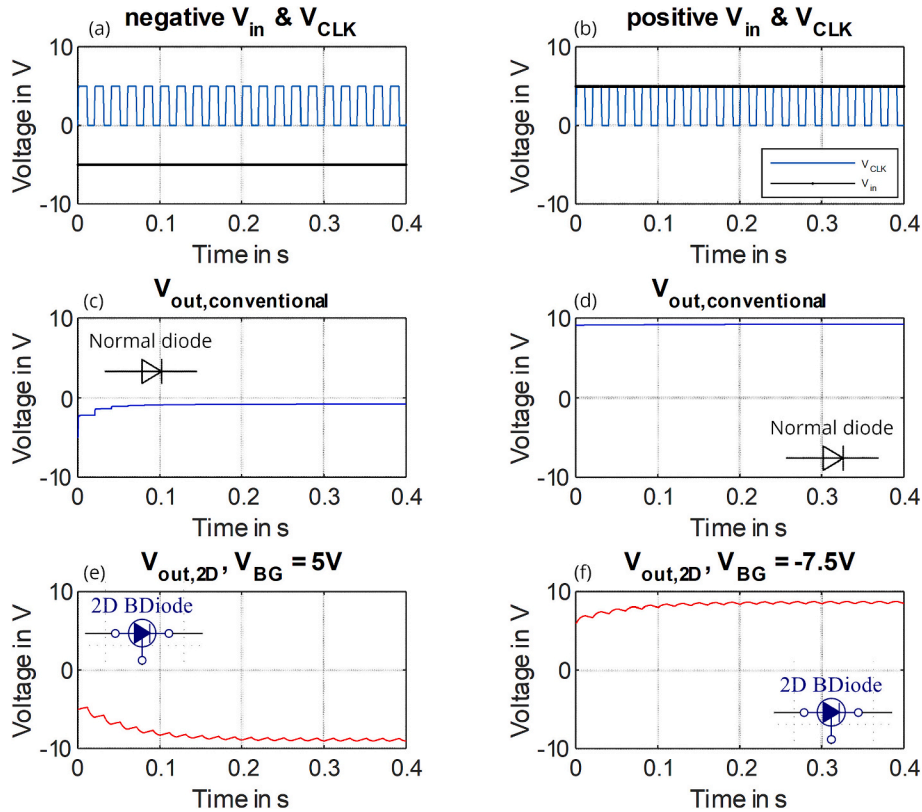 (a) negative V_in & V_CLK
10
0
-10
Voltage in V
0 0.1 0.2 0.3 0.4
Time in s
(b) positive V_in & V_CLK
10
0
-10
Voltage in V
V_CLK
V_in
0 0.1 0.2 0.3 0.4
Time in s
(c) V_out,conventional
10
0
-10
Voltage in V
Normal diode
0 0.1 0.2 0.3 0.4
Time in s
(d) V_out,conventional
10
0
-10
Voltage in V
Normal diode
0 0.1 0.2 0.3 0.4
Time in s
(e) V_out,2D, V_BG = 5V
10
0
-10
Voltage in V
2D BDiode
0 0.1 0.2 0.3 0.4
Time in s
(f) V_out,2D, V_BG = -7.5V
10
0
-10
Voltage in V
2D BDiode
0 0.1 0.2 0.3 0.4
Time in s